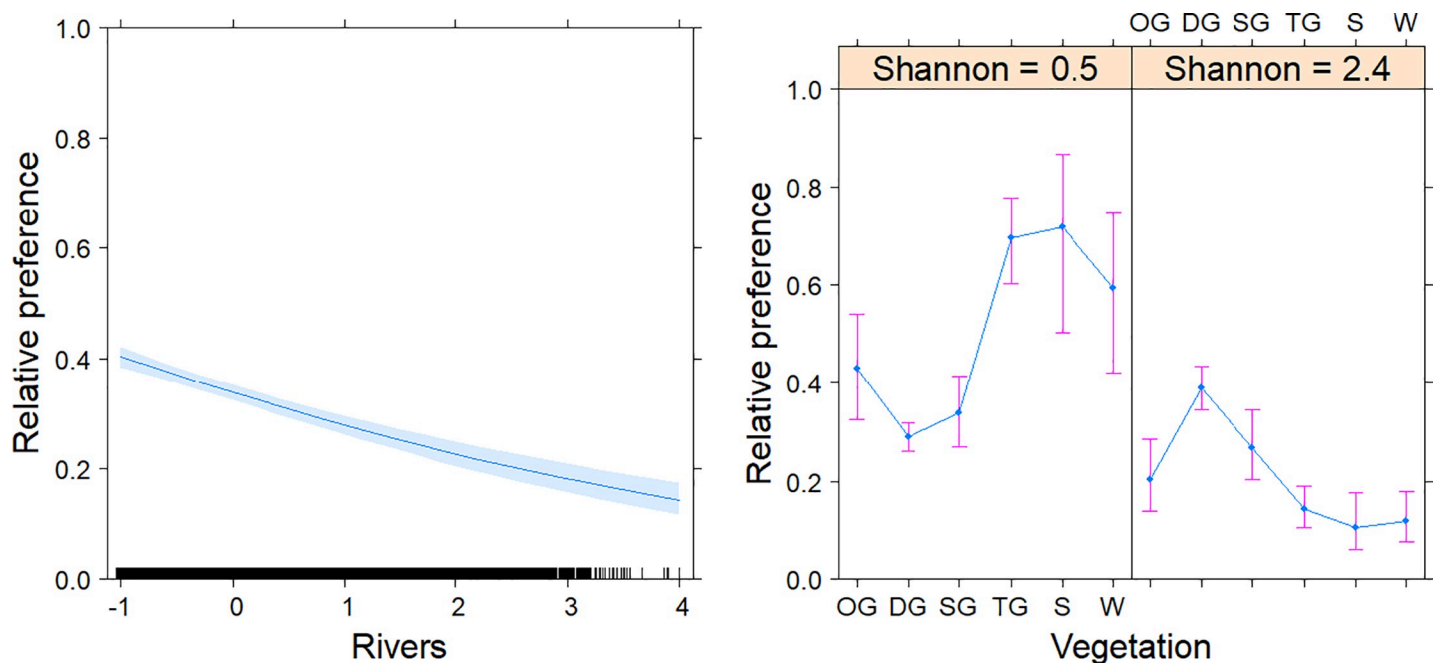 Relative preference
1.0
0.8
0.6
0.4
0.2
0.0
-1 0 1 2 3 4
Rivers
OG DG SG TG S W
Shannon = 0.5 Shannon = 2.4
Relative preference
1.0
0.8
0.6
0.4
0.2
0.0
OG DG SG TG S W
Vegetation